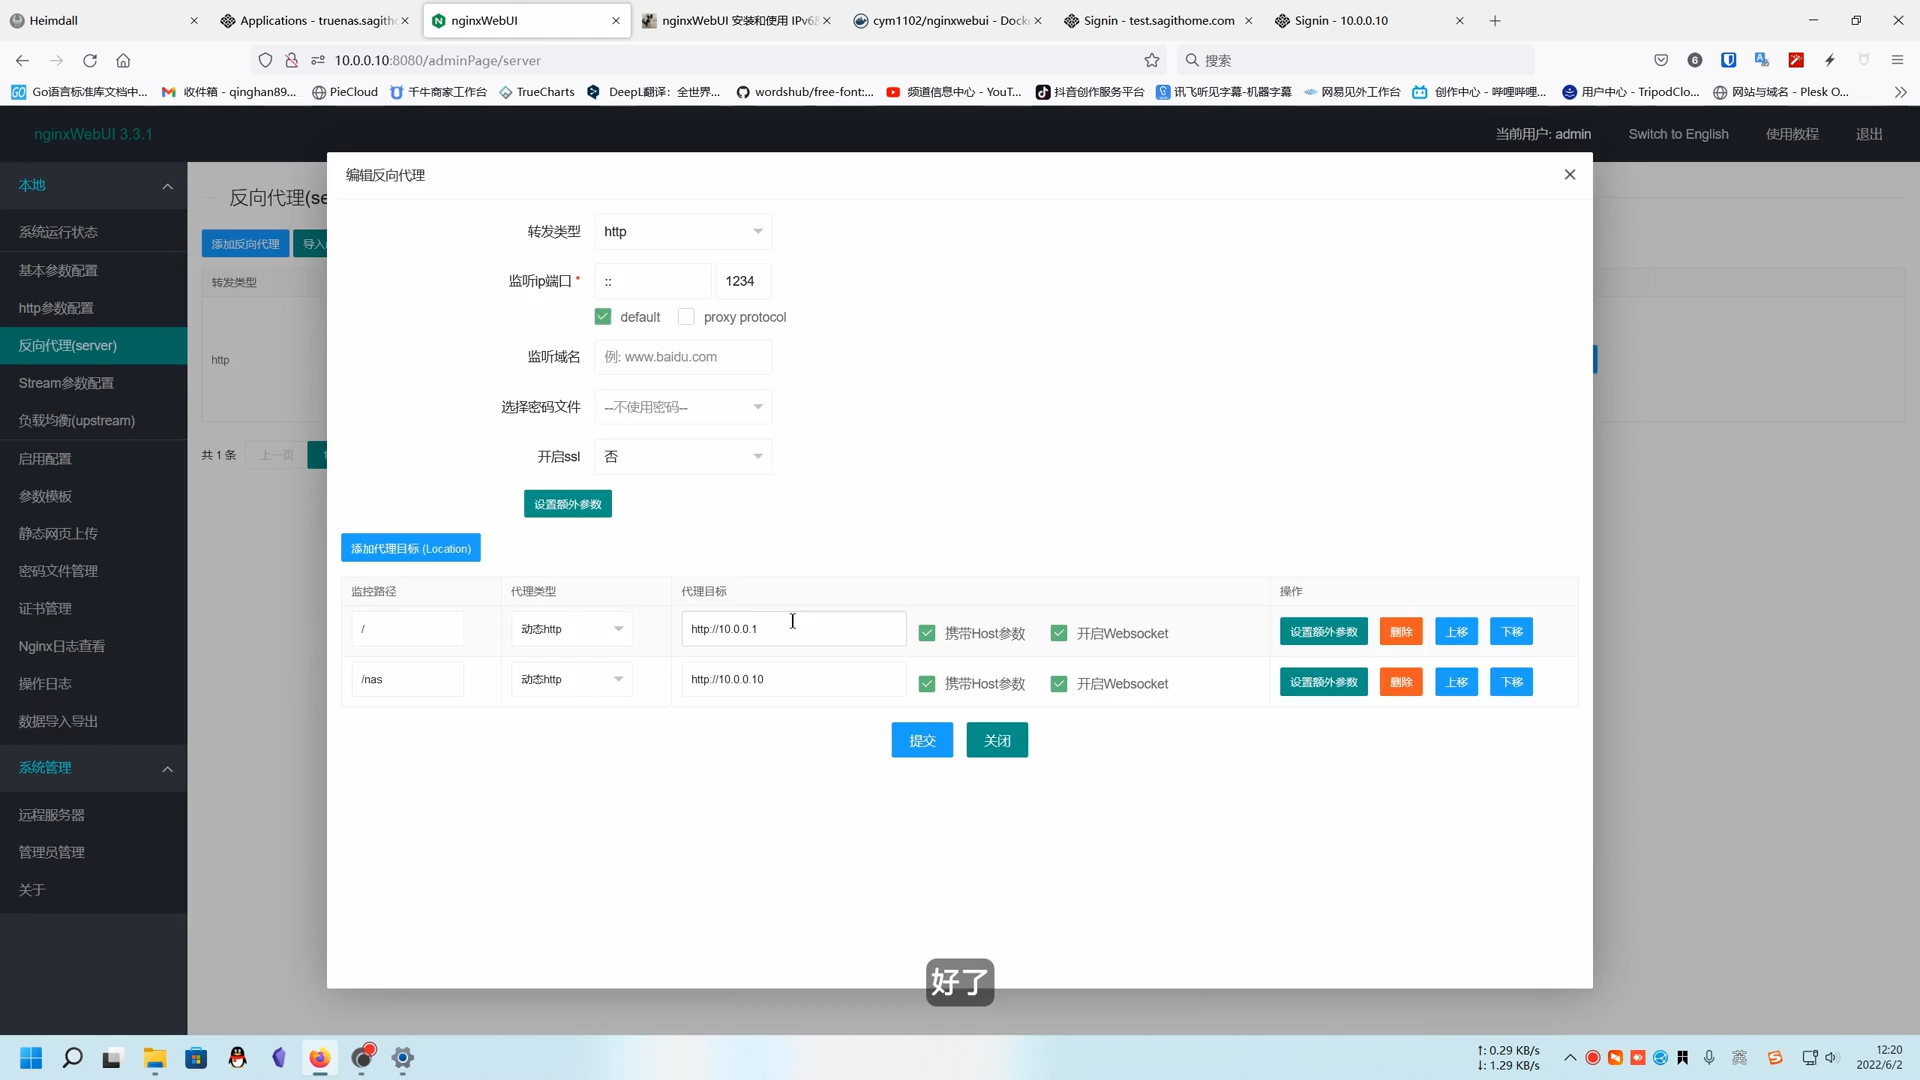 Heimdall
Applications - truenas.sagith
nginxWebUI
nginxWebUI 安装和使用 IPv6
cym1102/nginxwebui - Dock
Signin - test.sagithome.com
Signin - 10.0.0.10
10.0.0.10:8080/adminPage/server
搜索
Go语言标准库文档中...
收件箱 - qinghan89...
PieCloud
千牛商家工作台
TrueCharts
DeepL翻译：全世界...
wordshub/free-font:...
频道信息中心 - YouT...
抖音创作服务平台
讯飞听见字幕-机器字幕
网易见外工作台
创作中心 - 哔哩哔哩...
用户中心 - TripodClo...
网站与域名 - Plesk O...
nginxWebUI 3.3.1
当前用户: admin
Switch to English
使用教程
退出
本地
系统运行状态
基本参数配置
http参数配置
反向代理(server)
Stream参数配置
负载均衡(upstream)
启用配置
参数模板
静态网页上传
密码文件管理
证书管理
Nginx日志查看
操作日志
数据导入导出
系统管理
远程服务器
管理员管理
关于
反向代理(se
添加反向代理
导入
转发类型
http
共 1 条
上一页
1
编辑反向代理
转发类型
http
监听ip端口 *
::
1234
default
proxy protocol
监听域名
例: www.baidu.com
选择密码文件
--不使用密码--
开启ssl
否
设置额外参数
添加代理目标 (Location)
监控路径
代理类型
代理目标
操作
/
动态http
http://10.0.0.1
携带Host参数
开启Websocket
设置额外参数
删除
上移
下移
/nas
动态http
http://10.0.0.10
携带Host参数
开启Websocket
设置额外参数
删除
上移
下移
提交
关闭
好了
↑: 0.29 KB/s
↓: 1.29 KB/s
英
12:20
2022/6/2